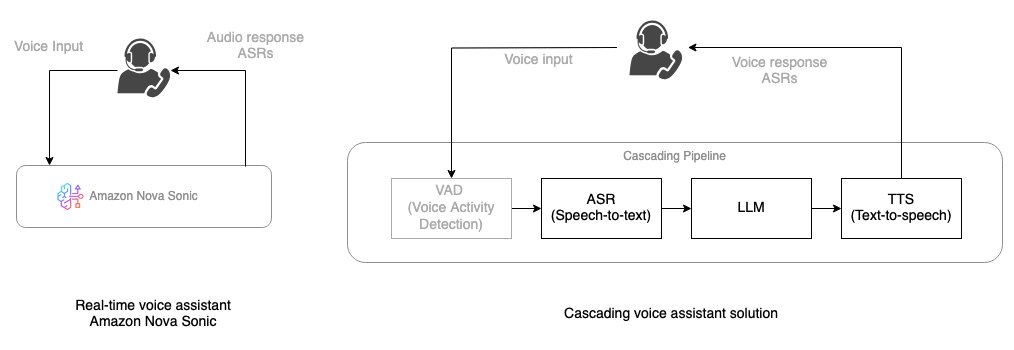 Voice Input
Audio response
ASRs
Amazon Nova Sonic
Real-time voice assistant
Amazon Nova Sonic
Voice input
Voice response
ASRs
Cascading Pipeline
VAD
(Voice Activity
Detection)
ASR
(Speech-to-text)
LLM
TTS
(Text-to-speech)
Cascading voice assistant solution